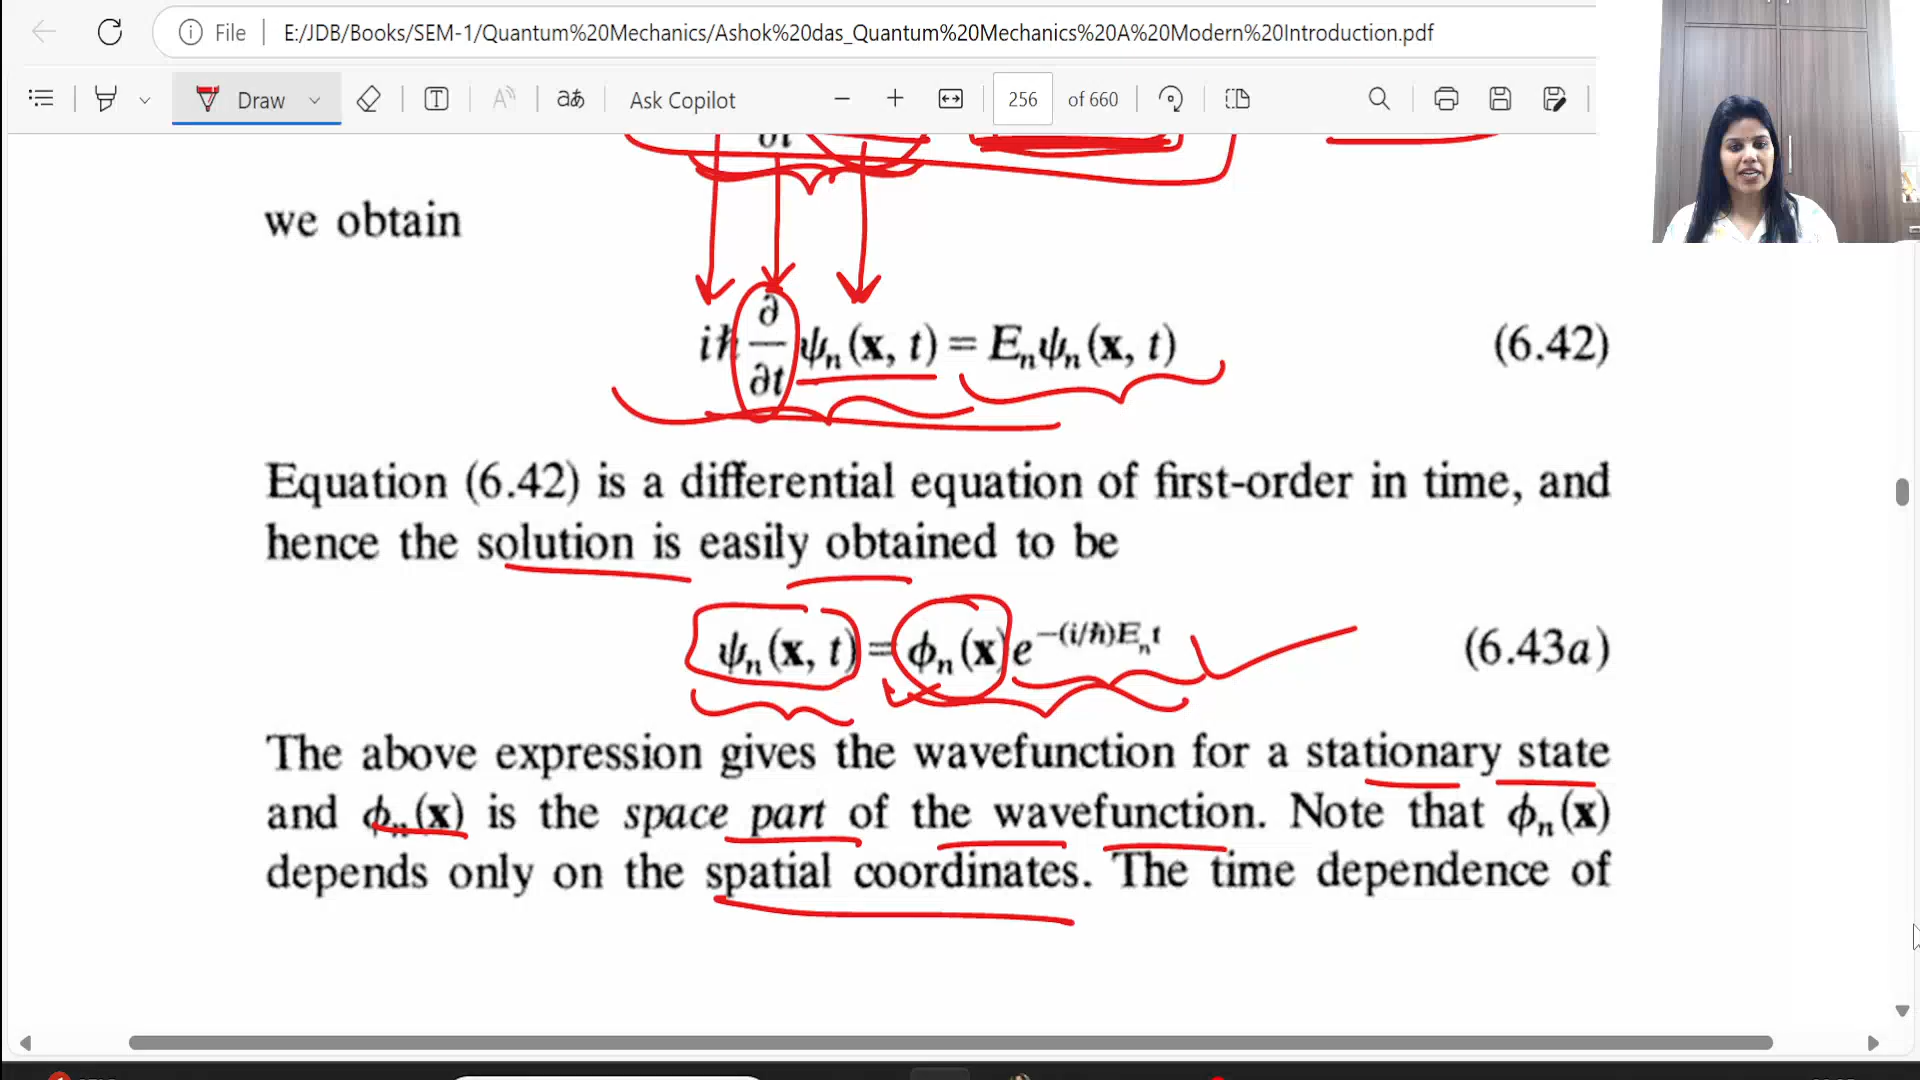 File E:/JDB/Books/SEM-1/Quantum%20Mechanics/Ashok%20das_Quantum%20Mechanics%20A%20Modern%20Introduction.pdf
Draw T A aあ Ask Copilot 256 of 660
∂t
we obtain
iħ ∂/∂t ψₙ(x, t) = Eₙψₙ(x, t) (6.42)
Equation (6.42) is a differential equation of first-order in time, and
hence the solution is easily obtained to be
ψₙ(x, t) = ϕₙ(x) e^−(i/ħ)Eₙt (6.43a)
The above expression gives the wavefunction for a stationary state
and ϕₙ(x) is the space part of the wavefunction. Note that ϕₙ(x)
depends only on the spatial coordinates. The time dependence of